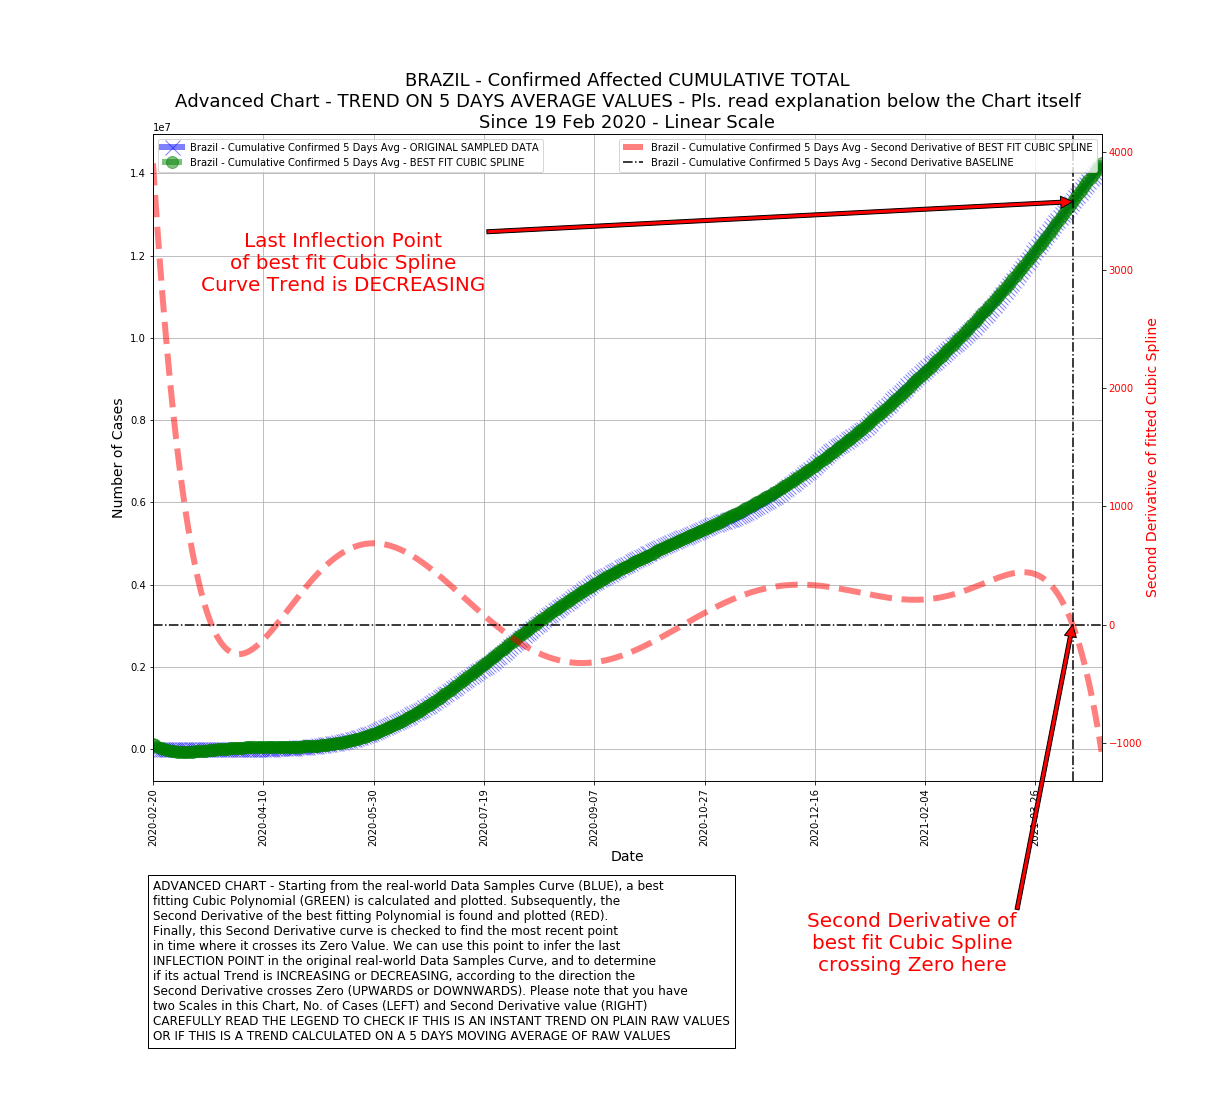 BRAZIL - Confirmed Affected CUMULATIVE TOTAL
Advanced Chart - TREND ON 5 DAYS AVERAGE VALUES - Pls. read explanation below the Chart itself
Since 19 Feb 2020 - Linear Scale
1e7
Brazil - Cumulative Confirmed 5 Days Avg - ORIGINAL SAMPLED DATA
Brazil - Cumulative Confirmed 5 Days Avg - BEST FIT CUBIC SPLINE
Brazil - Cumulative Confirmed 5 Days Avg - Second Derivative of BEST FIT CUBIC SPLINE
Brazil - Cumulative Confirmed 5 Days Avg - Second Derivative BASELINE
Last Inflection Point
of best fit Cubic Spline
Curve Trend is DECREASING
Number of Cases
1.4
1.2
1.0
0.8
0.6
0.4
0.2
0.0
4000
3000
2000
1000
0
−1000
Second Derivative of fitted Cubic Spline
2020-02-20
2020-04-10
2020-05-30
2020-07-19
2020-09-07
2020-10-27
2020-12-16
2021-02-04
2021-03-26
Date
ADVANCED CHART - Starting from the real-world Data Samples Curve (BLUE), a best
fitting Cubic Polynomial (GREEN) is calculated and plotted. Subsequently, the
Second Derivative of the best fitting Polynomial is found and plotted (RED).
Finally, this Second Derivative curve is checked to find the most recent point
in time where it crosses its Zero Value. We can use this point to infer the last
INFLECTION POINT in the original real-world Data Samples Curve, and to determine
if its actual Trend is INCREASING or DECREASING, according to the direction the
Second Derivative crosses Zero (UPWARDS or DOWNWARDS). Please note that you have
two Scales in this Chart, No. of Cases (LEFT) and Second Derivative value (RIGHT)
CAREFULLY READ THE LEGEND TO CHECK IF THIS IS AN INSTANT TREND ON PLAIN RAW VALUES
OR IF THIS IS A TREND CALCULATED ON A 5 DAYS MOVING AVERAGE OF RAW VALUES
Second Derivative of
best fit Cubic Spline
crossing Zero here